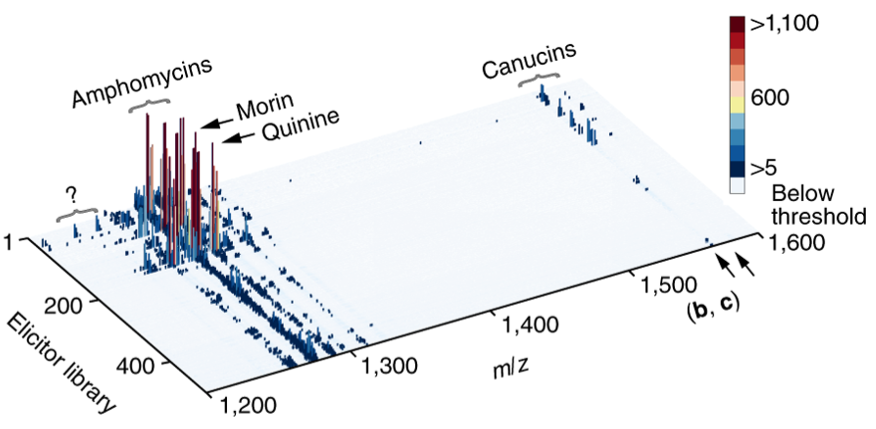 Amphomycins
Morin
Quinine
?
Canucins
>1,100
600
>5
Below
threshold
1
200
400
Elicitor library
1,200
1,300
1,400
1,500
1,600
m/z
(b, c)